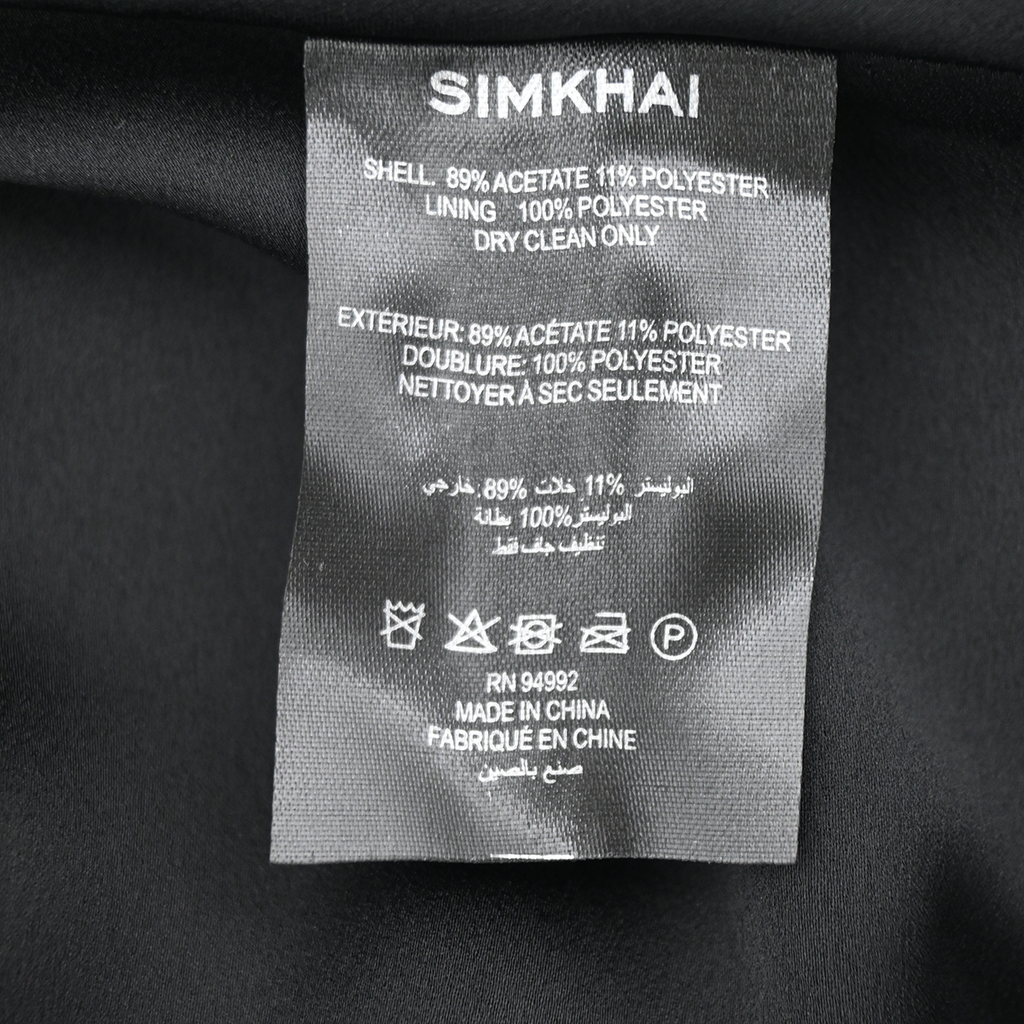 SIMKHAI
SHELL. 89% ACETATE 11% POLYESTER
LINING 100% POLYESTER
DRY CLEAN ONLY
EXTÉRIEUR: 89% ACÉTATE 11% POLYESTER
DOUBLURE: 100% POLYESTER
NETTOYER À SEC SEULEMENT
البوليستر %11 خلات %89. خارجي
البوليستر%100 بطانة
تنظيف جاف فقط
P
RN 94992
MADE IN CHINA
FABRIQUÉ EN CHINE
صنع بالصين